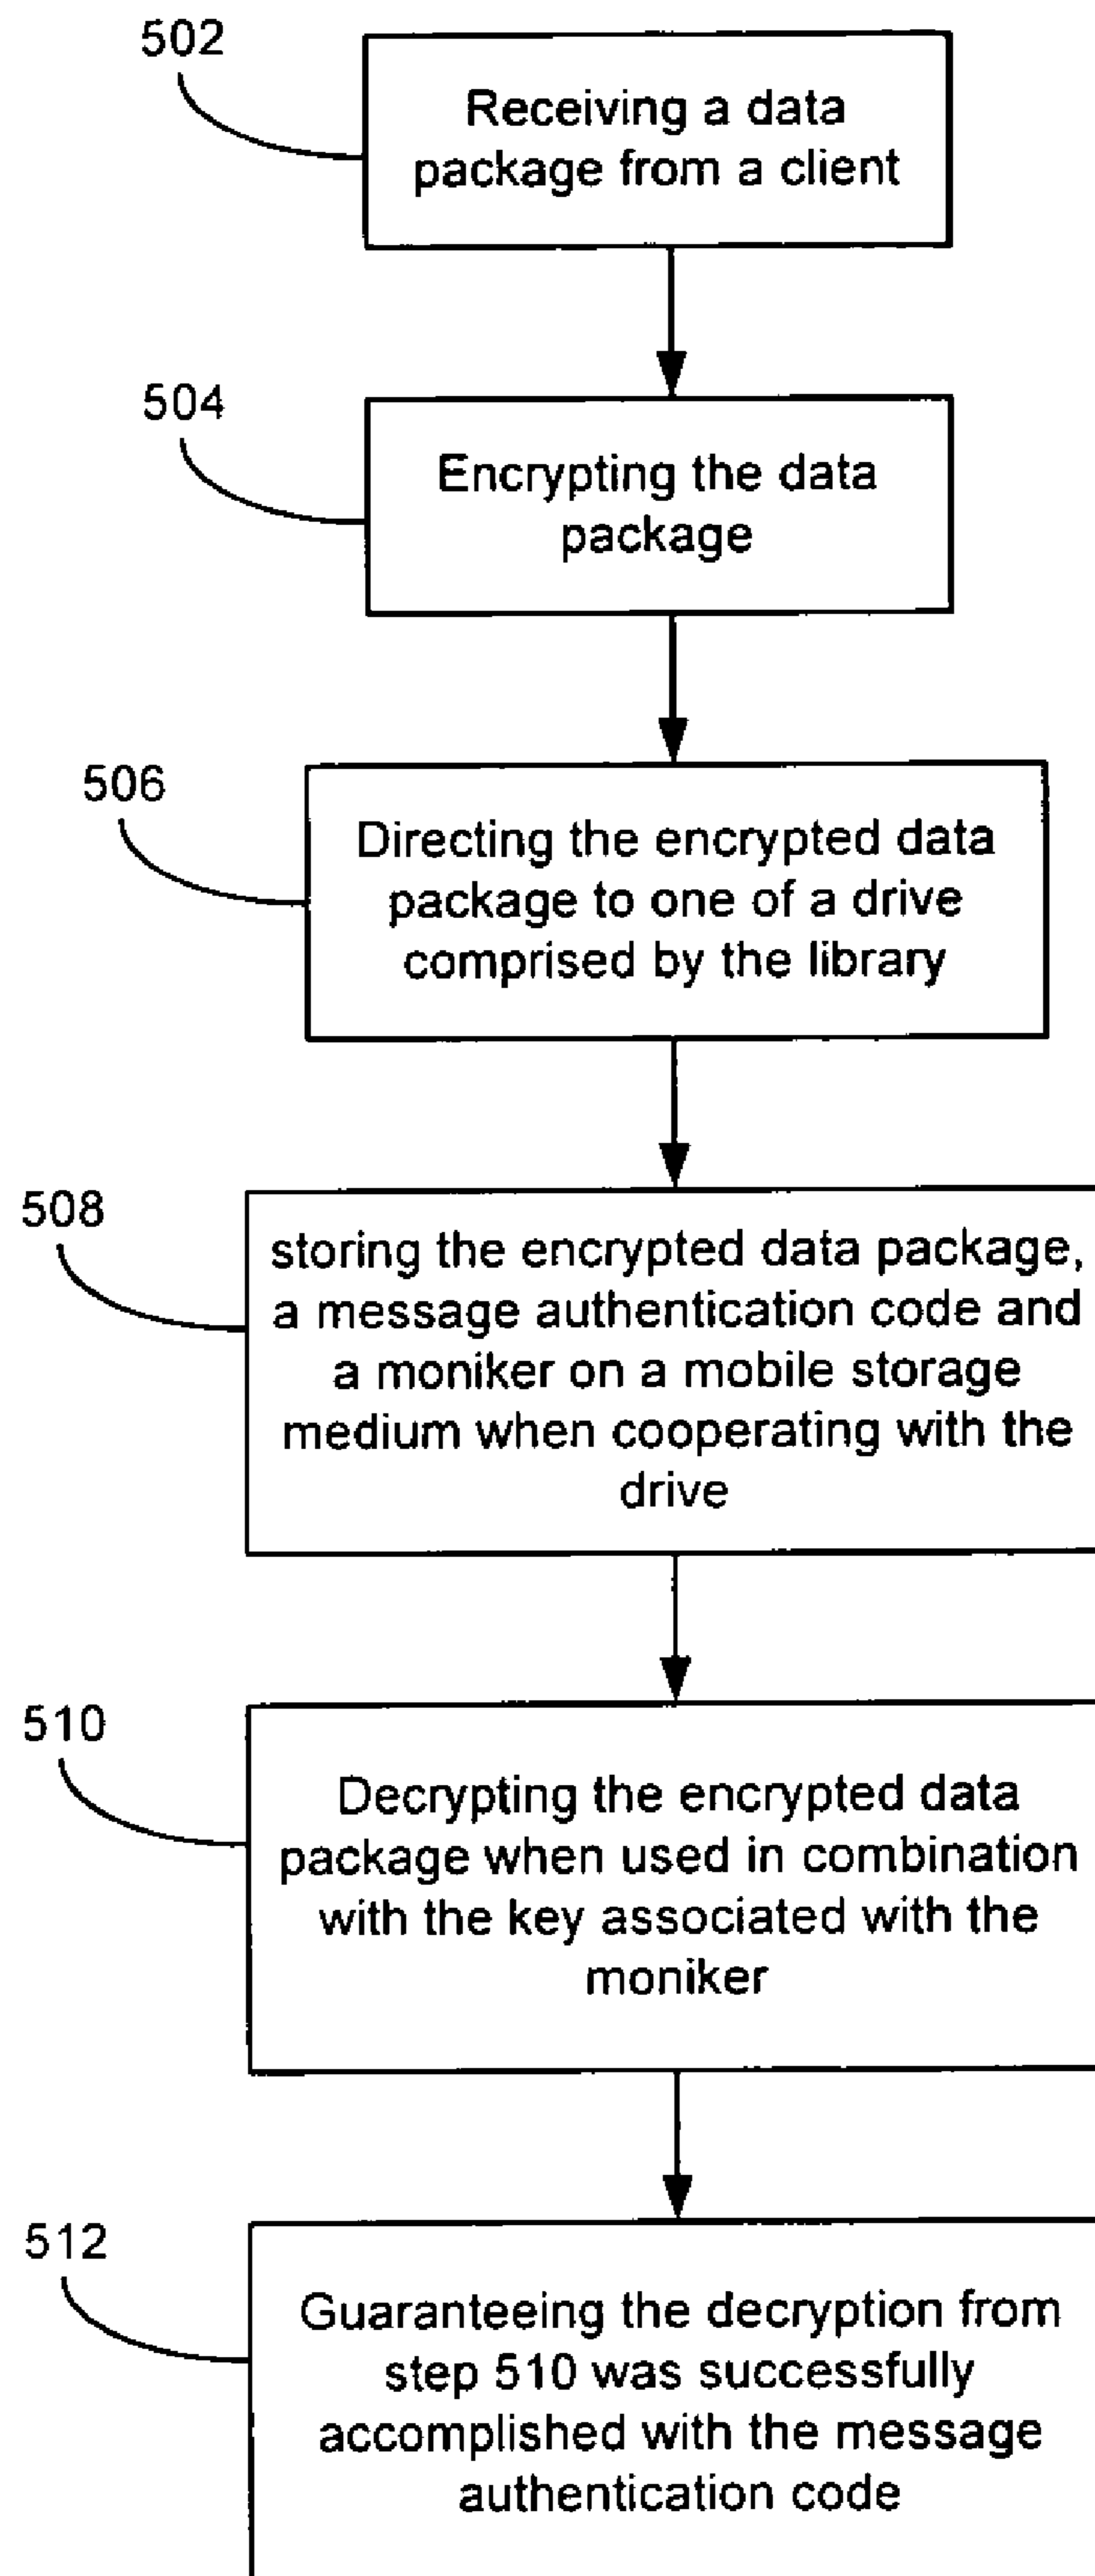 502
Receiving a data
package from a client
504
Encrypting the data
package
506
Directing the encrypted data
package to one of a drive
comprised by the library
508
storing the encrypted data package,
a message authentication code and
a moniker on a mobile storage
medium when cooperating with the
drive
510
Decrypting the encrypted data
package when used in combination
with the key associated with the
moniker
512
Guaranteeing the decryption from
step 510 was successfully
accomplished with the message
authentication code